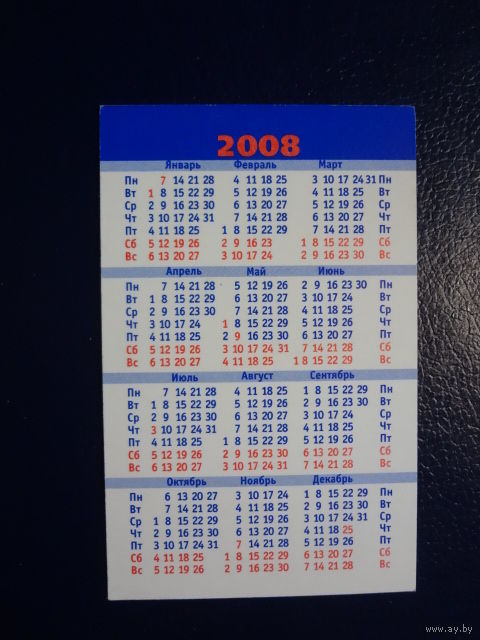 2008
Январь Февраль Март
Пн 7 14 21 28 4 11 18 25 3 10 17 24 31 Пн
Вт 1 8 15 22 29 5 12 19 26 4 11 18 25 Вт
Ср 2 9 16 23 30 6 13 20 27 5 12 19 26 Ср
Чт 3 10 17 24 31 7 14 21 28 6 13 20 27 Чт
Пт 4 11 18 25 1 8 15 22 29 7 14 21 28 Пт
Сб 5 12 19 26 2 9 16 23 1 8 15 22 29 Сб
Вс 6 13 20 27 3 10 17 24 2 9 16 23 30 Вс
Апрель Май Июнь
Пн 7 14 21 28 5 12 19 26 2 9 16 23 30 Пн
Вт 1 8 15 22 29 6 13 20 27 3 10 17 24 Вт
Ср 2 9 16 23 30 7 14 21 28 4 11 18 25 Ср
Чт 3 10 17 24 1 8 15 22 29 5 12 19 26 Чт
Пт 4 11 18 25 2 9 16 23 30 6 13 20 27 Пт
Сб 5 12 19 26 3 10 17 24 31 7 14 21 28 Сб
Вс 6 13 20 27 4 11 18 25 1 8 15 22 29 Вс
Июль Август Сентябрь
Пн 7 14 21 28 4 11 18 25 1 8 15 22 29 Пн
Вт 1 8 15 22 29 5 12 19 26 2 9 16 23 30 Вт
Ср 2 9 16 23 30 6 13 20 27 3 10 17 24 Ср
Чт 3 10 17 24 31 7 14 21 28 4 11 18 25 Чт
Пт 4 11 18 25 1 8 15 22 29 5 12 19 26 Пт
Сб 5 12 19 26 2 9 16 23 30 6 13 20 27 Сб
Вс 6 13 20 27 3 10 17 24 31 7 14 21 28 Вс
Октябрь Ноябрь Декабрь
Пн 6 13 20 27 3 10 17 24 1 8 15 22 29 Пн
Вт 7 14 21 28 4 11 18 25 2 9 16 23 30 Вт
Ср 1 8 15 22 29 5 12 19 26 3 10 17 24 31 Ср
Чт 2 9 16 23 30 6 13 20 27 4 11 18 25 Чт
Пт 3 10 17 24 31 7 14 21 28 5 12 19 26 Пт
Сб 4 11 18 25 1 8 15 22 29 6 13 20 27 Сб
Вс 5 12 19 26 2 9 16 23 30 7 14 21 28 Вс
www.ay.by